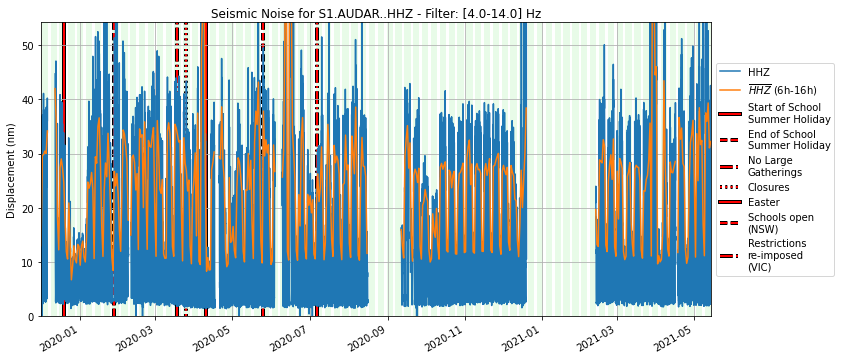 Seismic Noise for S1.AUDAR..HHZ - Filter: [4.0-14.0] Hz
Displacement (nm)
50
40
30
20
10
0
2020-01
2020-03
2020-05
2020-07
2020-09
2020-11
2021-01
2021-03
2021-05
HHZ
HHZ (6h-16h)
Start of School
Summer Holiday
End of School
Summer Holiday
No Large
Gatherings
Closures
Easter
Schools open
(NSW)
Restrictions
re-imposed
(VIC)